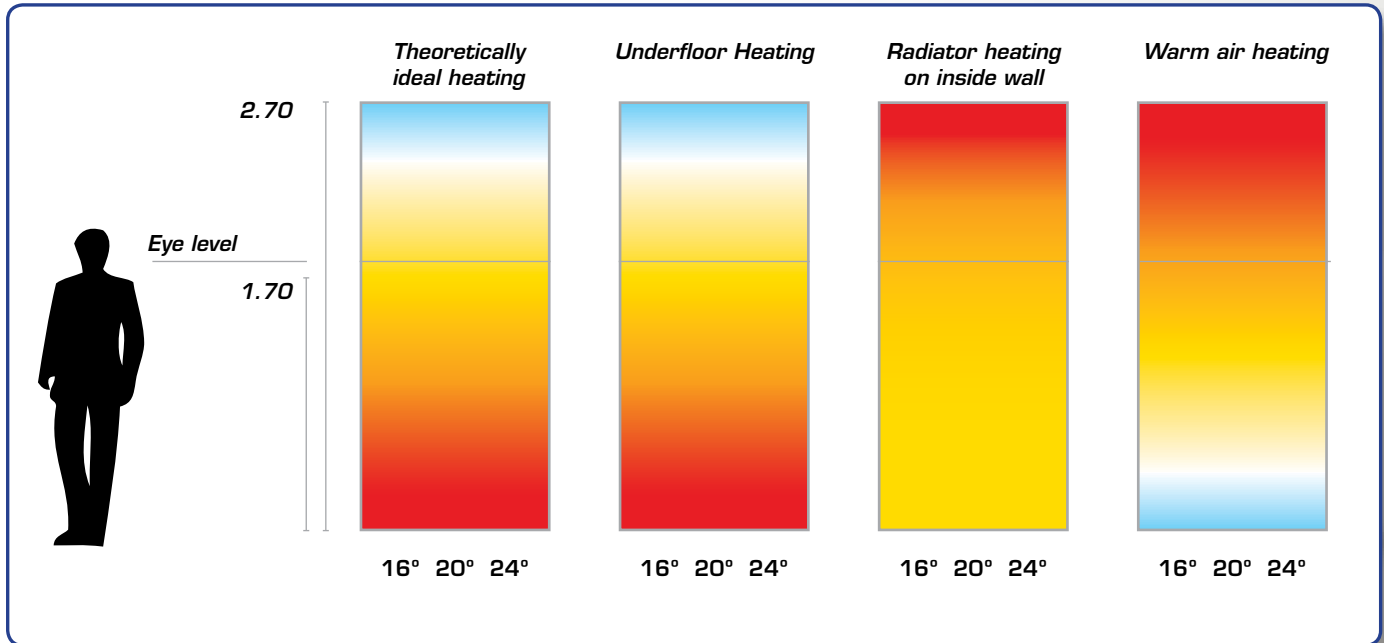 Theoretically
ideal heating
Underfloor Heating
Radiator heating
on inside wall
Warm air heating
2.70
Eye level
1.70
16° 20° 24°
16° 20° 24°
16° 20° 24°
16° 20° 24°